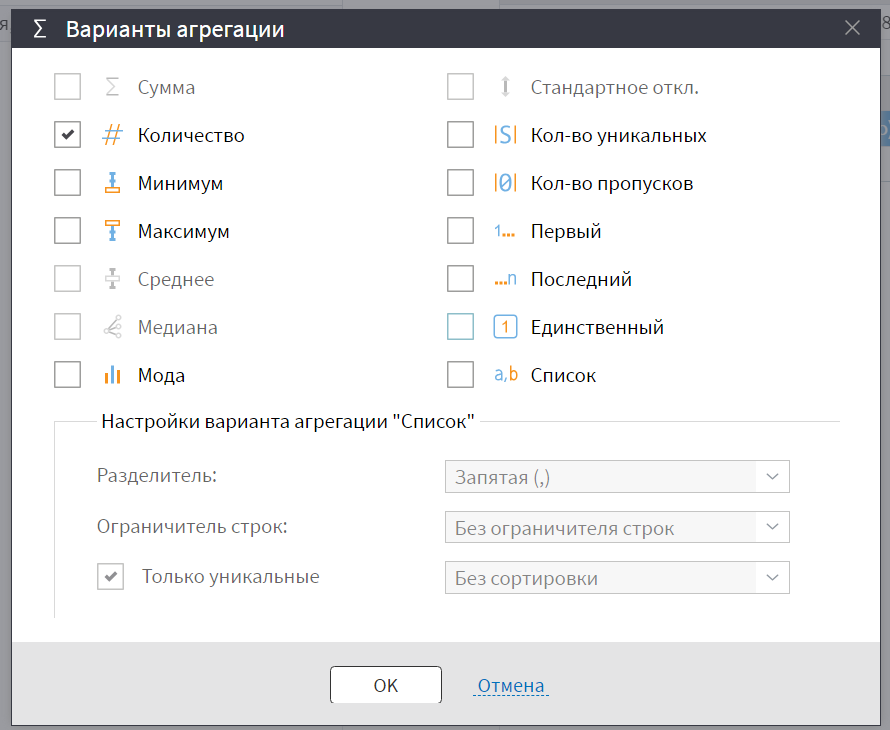 Варианты агрегации
Сумма
Количество
Минимум
Максимум
Среднее
Медиана
Мода
Стандартное откл.
Кол-во уникальных
Кол-во пропусков
Первый
Последний
Единственный
Список
Настройки варианта агрегации "Список"
Разделитель: Запятая (,)
Ограничитель строк: Без ограничителя строк
Только уникальные Без сортировки
OK Отмена